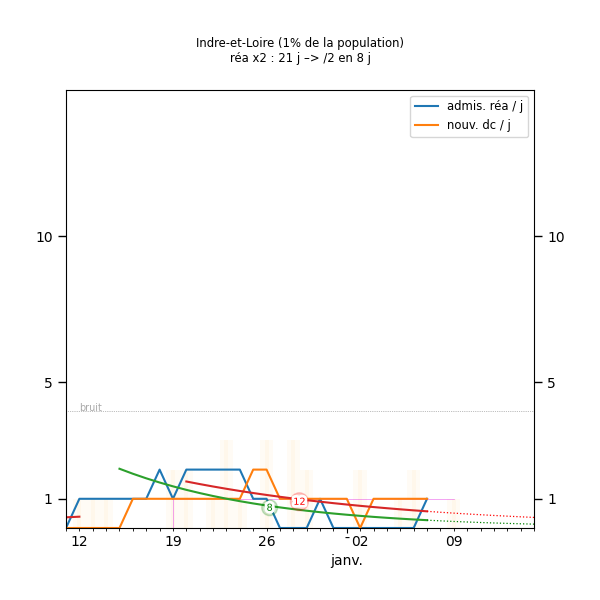 Indre-et-Loire (1% de la population)
réa x2 : 21 j –> /2 en 8 j
admis. réa / j
nouv. dc / j
10
10
5
5
bruit
1
1
8
12
12
19
26
02
09
janv.